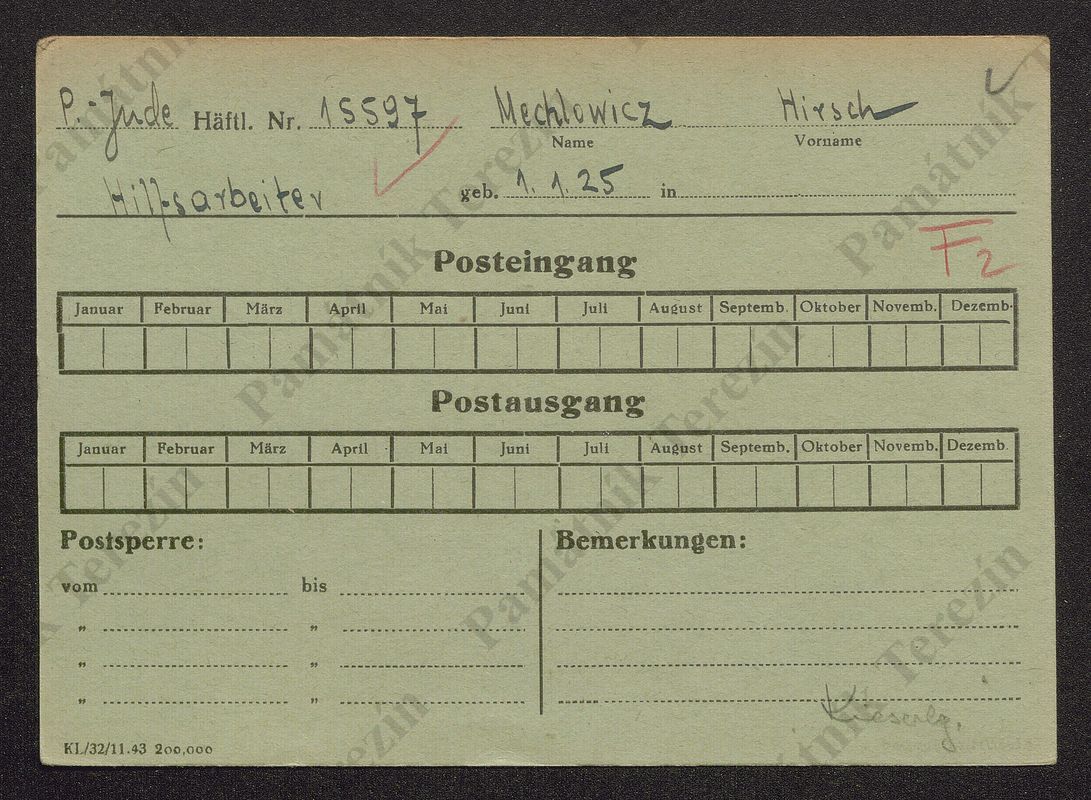 P.-Jude Häftl. Nr. 15597 Mechlowicz Hirsch
Name Vorname
Hilfsarbeiter geb. 1. 1. 25 in
F2
Posteingang
Januar Februar März April Mai Juni Juli August Septemb. Oktober Novemb. Dezemb.
Postausgang
Januar Februar März April Mai Juni Juli August Septemb. Oktober Novemb. Dezemb.
Postsperre: Bemerkungen:
vom bis
" "
" "
" "
KL/32/11.43 200,000
Památník Terezín